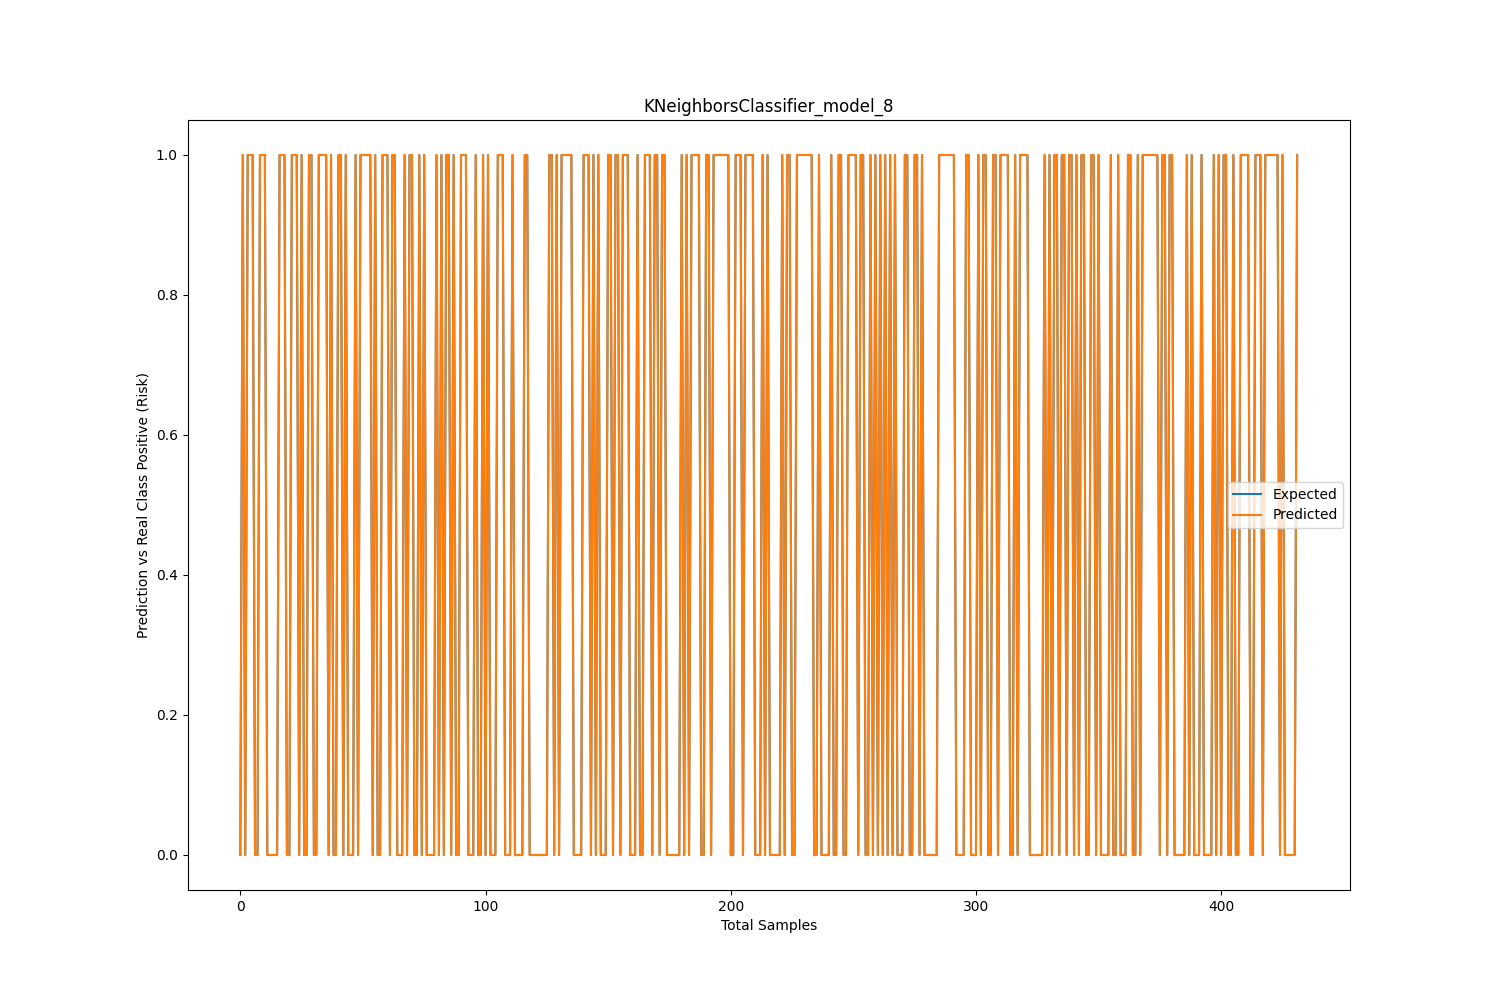 KNeighborsClassifier_model_8
Prediction vs Real Class Positive (Risk)
1.0
0.8
0.6
0.4
0.2
0.0
Expected
Predicted
0 100 200 300 400
Total Samples